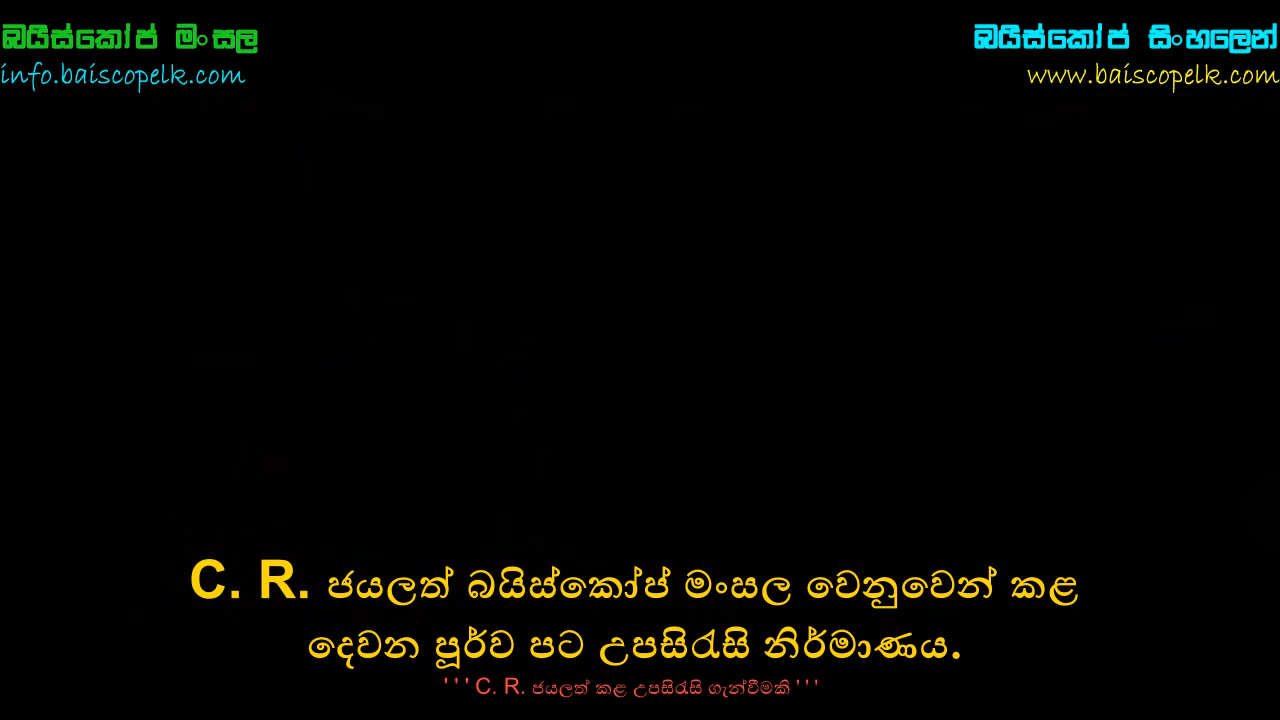 බයිස්කෝප් මංසල
info.baiscopelk.com
බයිස්කෝප් සිංහලෙන්
www.baiscopelk.com
C. R. ජයලත් බයිස්කෝප් මංසල වෙනුවෙන් කළ
දෙවන පූර්ව පට උපසිරැසි නිර්මාණය.
' ' ' C. R. ජයලත් කළ උපසිරැසි ගැන්වීමකි ' ' '